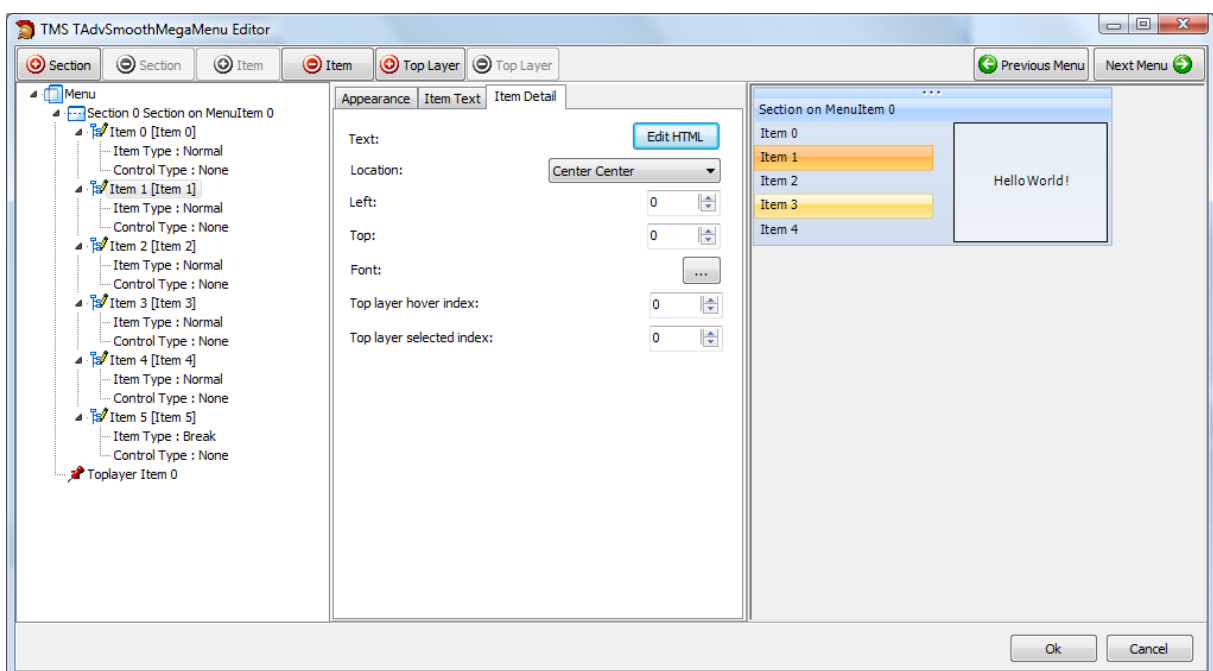 TMS TAdvSmoothMegaMenu Editor
Section Section Item Item Top Layer Top Layer Previous Menu Next Menu
Menu
Section 0 Section on MenuItem 0
Item 0 [Item 0]
Item Type : Normal
Control Type : None
Item 1 [Item 1]
Item Type : Normal
Control Type : None
Item 2 [Item 2]
Item Type : Normal
Control Type : None
Item 3 [Item 3]
Item Type : Normal
Control Type : None
Item 4 [Item 4]
Item Type : Normal
Control Type : None
Item 5 [Item 5]
Item Type : Break
Control Type : None
Toplayer Item 0
Appearance Item Text Item Detail
Text: Edit HTML
Location: Center Center
Left: 0
Top: 0
Font: ...
Top layer hover index: 0
Top layer selected index: 0
Section on MenuItem 0
Item 0
Item 1
Item 2
Item 3
Item 4
Hello World!
Ok Cancel